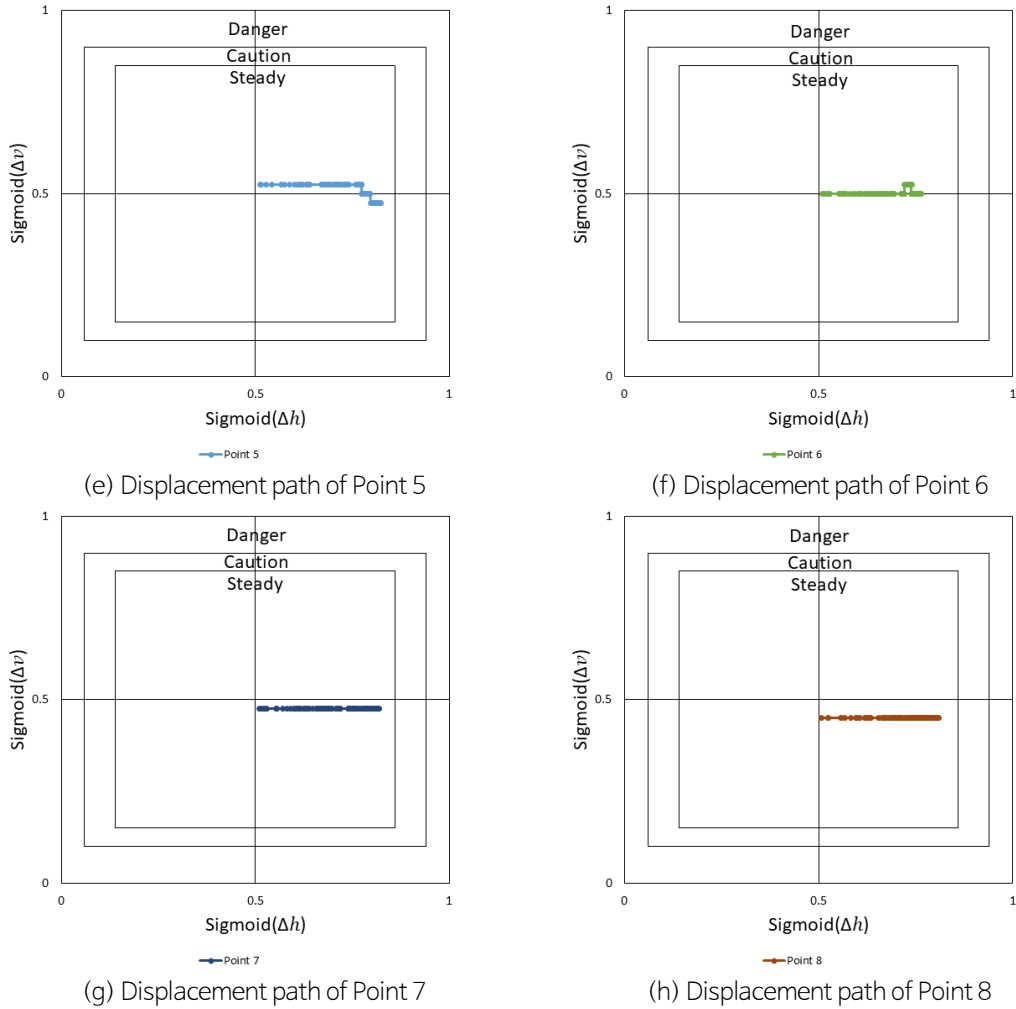 1
Danger
Caution
Steady
Sigmoid(Δv)
0.5
0
0
0.5
1
Sigmoid(Δh)
Point 5
(e) Displacement path of Point 5
1
Danger
Caution
Steady
Sigmoid(Δv)
0.5
0
0
0.5
1
Sigmoid(Δh)
Point 6
(f) Displacement path of Point 6
1
Danger
Caution
Steady
Sigmoid(Δv)
0.5
0
0
0.5
1
Sigmoid(Δh)
Point 7
(g) Displacement path of Point 7
1
Danger
Caution
Steady
Sigmoid(Δv)
0.5
0
0
0.5
1
Sigmoid(Δh)
Point 8
(h) Displacement path of Point 8